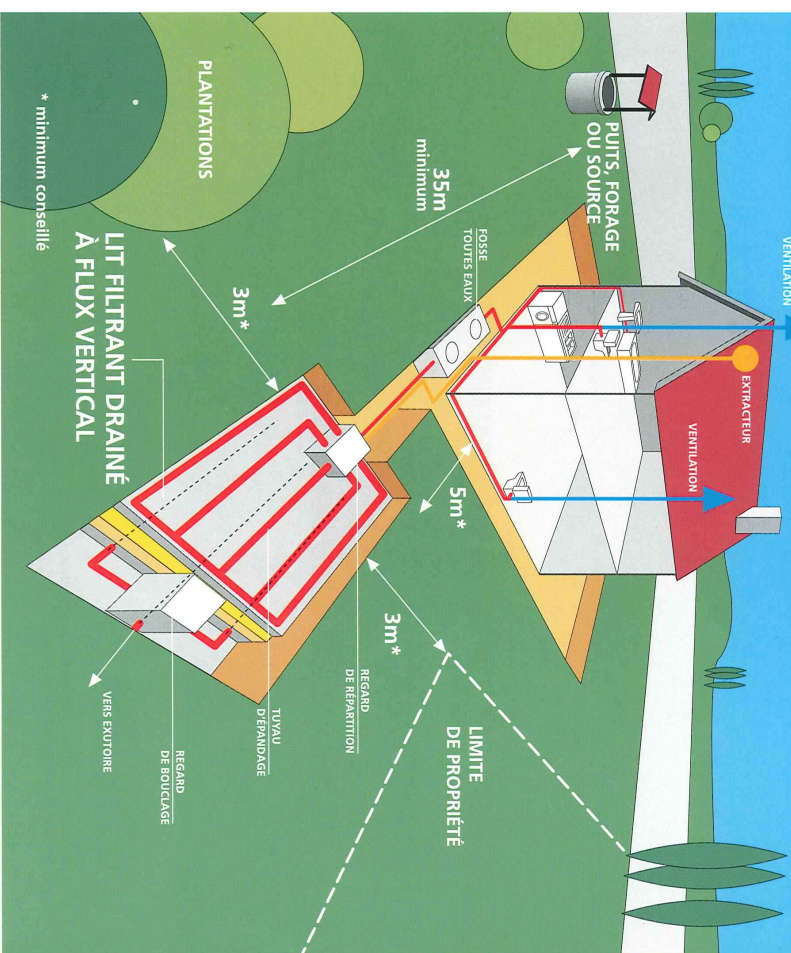 VENTILATION
EXTRACTEUR
VENTILATION
PUITS, FORAGE
OU SOURCE
35m
minimum
FOSSE
TOUTES EAUX
PLANTATIONS
3m*
5m*
3m*
LIMITE
DE PROPRIÉTÉ
REGARD
DE RÉPARTITION
TUYAU
D'ÉPANDAGE
REGARD
DE BOUCLAGE
VERS EXUTOIRE
LIT FILTRANT DRAINÉ
À FLUX VERTICAL
* minimum conseillé